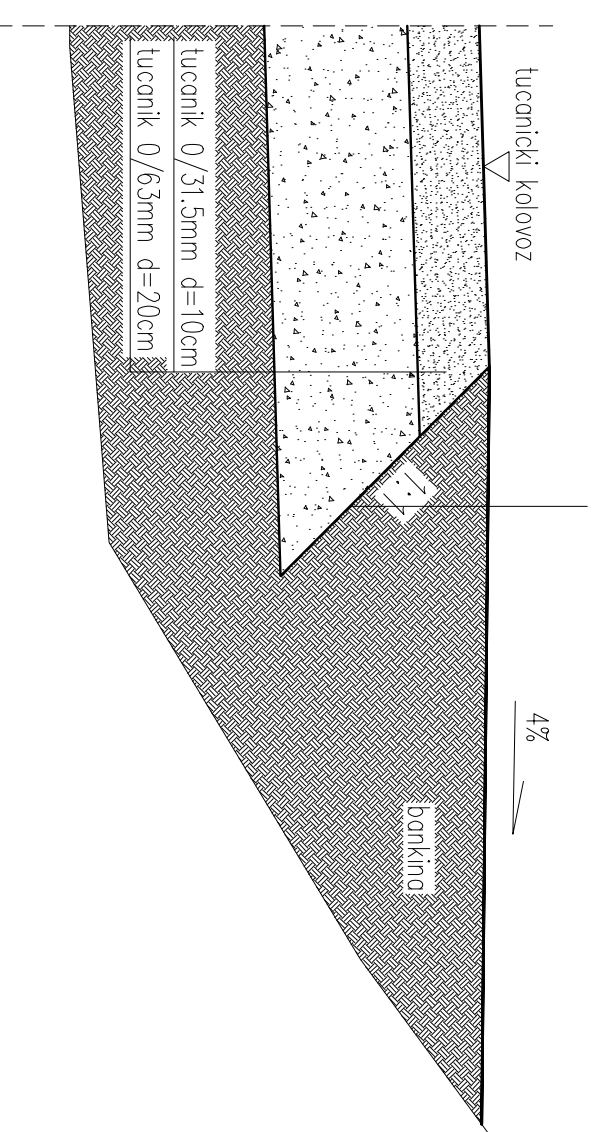 tucanicki kolovoz
4%
bankina
1:1
tucanik 0/31.5mm d=10cm
tucanik 0/63mm d=20cm